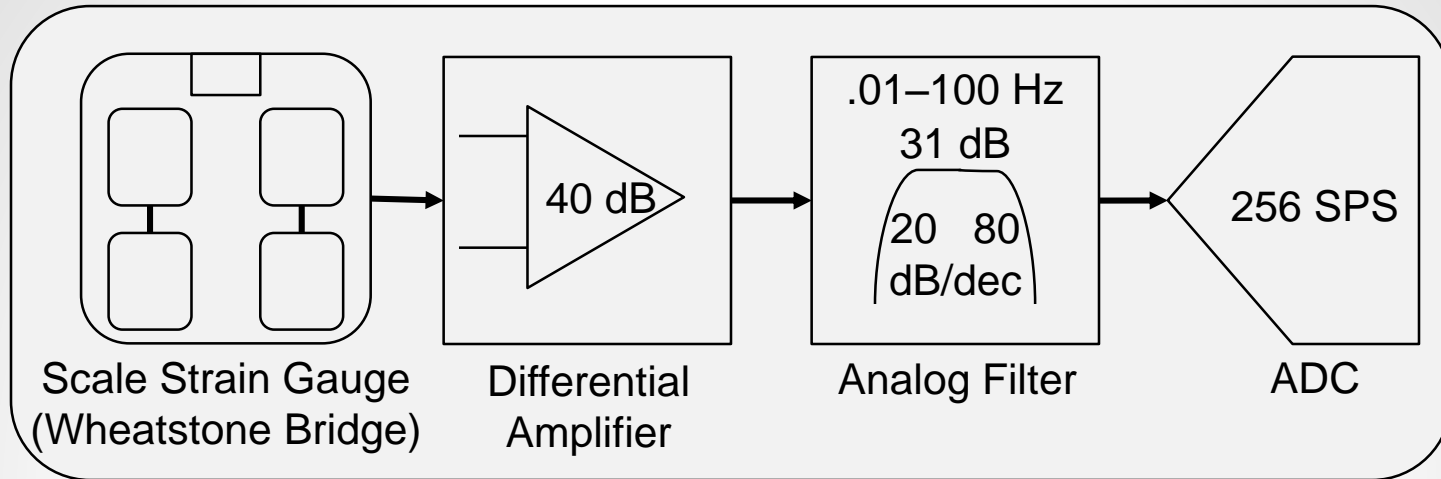 40 dB
.01–100 Hz
31 dB
20 80
dB/dec
256 SPS
Scale Strain Gauge
(Wheatstone Bridge)
Differential
Amplifier
Analog Filter
ADC